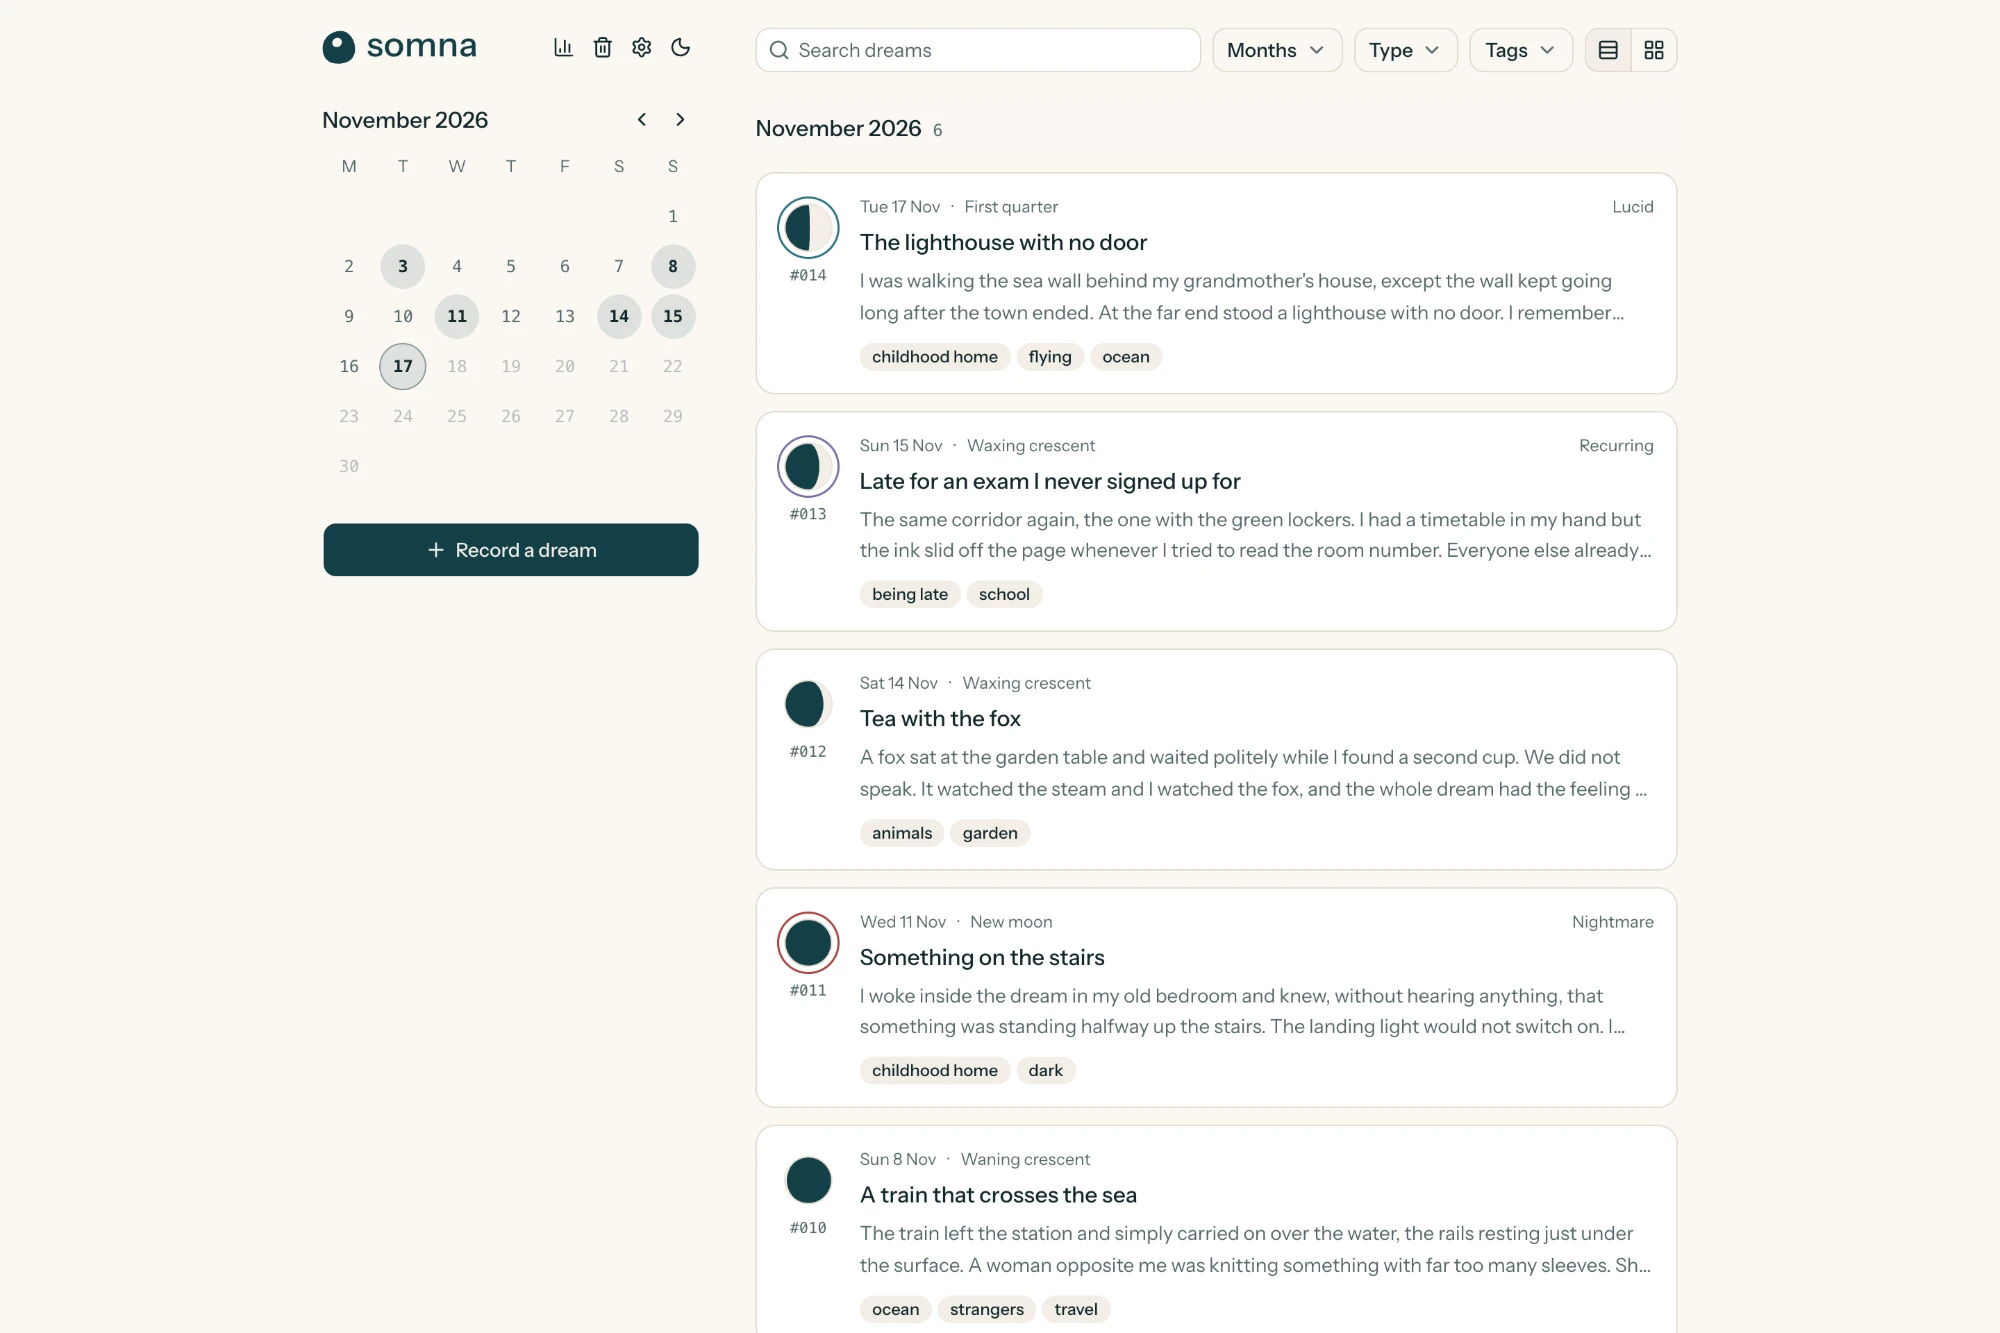 somna
November 2026
M T W T F S S
1
2 3 4 5 6 7 8
9 10 11 12 13 14 15
16 17 18 19 20 21 22
23 24 25 26 27 28 29
30
Record a dream
Search dreams
Months
Type
Tags
November 2026 6
Tue 17 Nov · First quarter
Lucid
#014
The lighthouse with no door
I was walking the sea wall behind my grandmother's house, except the wall kept going
long after the town ended. At the far end stood a lighthouse with no door. I remember...
childhood home flying ocean
Sun 15 Nov · Waxing crescent
Recurring
#013
Late for an exam I never signed up for
The same corridor again, the one with the green lockers. I had a timetable in my hand but
the ink slid off the page whenever I tried to read the room number. Everyone else already...
being late school
Sat 14 Nov · Waxing crescent
#012
Tea with the fox
A fox sat at the garden table and waited politely while I found a second cup. We did not
speak. It watched the steam and I watched the fox, and the whole dream had the feeling ...
animals garden
Wed 11 Nov · New moon
Nightmare
#011
Something on the stairs
I woke inside the dream in my old bedroom and knew, without hearing anything, that
something was standing halfway up the stairs. The landing light would not switch on. I...
childhood home dark
Sun 8 Nov · Waning crescent
#010
A train that crosses the sea
The train left the station and simply carried on over the water, the rails resting just under
the surface. A woman opposite me was knitting something with far too many sleeves. Sh...
ocean strangers travel